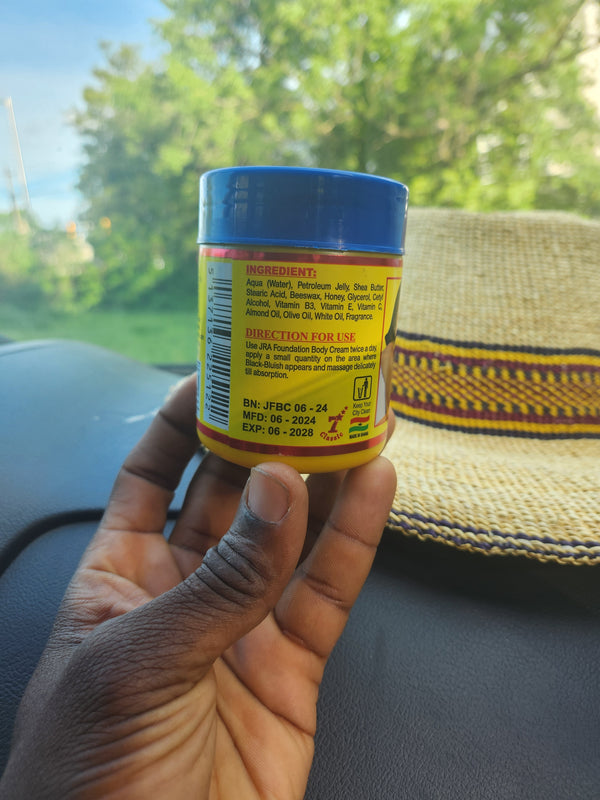 INGREDIENT:
Aqua (Water), Petroleum Jelly, Shea Butter,
Stearic Acid, Beeswax, Honey, Glycerol, Cetyl
Alcohol, Vitamin B3, Vitamin E, Vitamin C,
Almond Oil, Olive Oil, White Oil, Fragrance.
DIRECTION FOR USE
Use JRA Foundation Body Cream twice a day,
apply a small quantity on the area where
Black-Bluish appears and massage delicately
till absorption.
BN: JFBC 06 - 24
MFD: 06 - 2024
EXP: 06 - 2028
Classic
Keep Your
City Clean
MADE IN GHANA